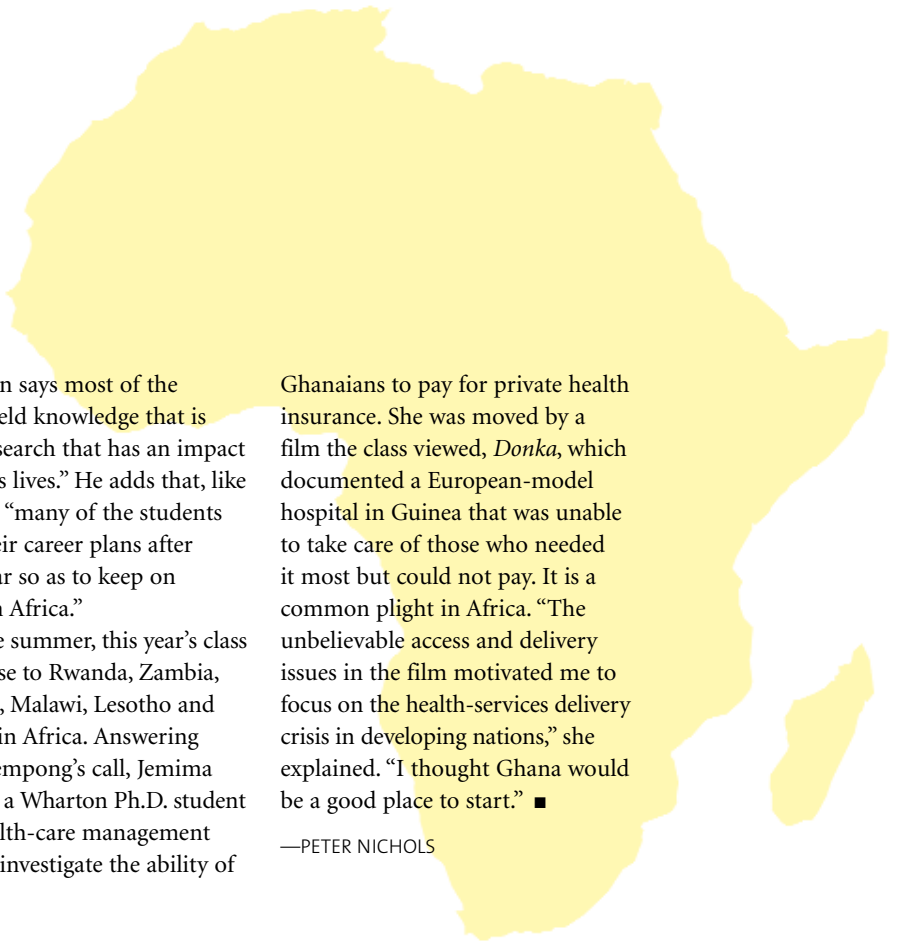 n says most of the
eld knowledge that is
search that has an impact
s lives.” He adds that, like
“many of the students
eir career plans after
ar so as to keep on
n Africa.”
e summer, this year’s class
se to Rwanda, Zambia,
, Malawi, Lesotho and
in Africa. Answering
empong’s call, Jemima
a Wharton Ph.D. student
lth-care management
investigate the ability of
Ghanaians to pay for private health
insurance. She was moved by a
film the class viewed, Donka, which
documented a European-model
hospital in Guinea that was unable
to take care of those who needed
it most but could not pay. It is a
common plight in Africa. “The
unbelievable access and delivery
issues in the film motivated me to
focus on the health-services delivery
crisis in developing nations,” she
explained. “I thought Ghana would
be a good place to start.” ■
—PETER NICHOLS